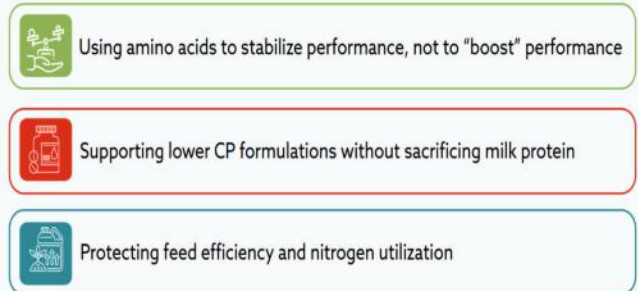 Using amino acids to stabilize performance, not to “boost” performance
Supporting lower CP formulations without sacrificing milk protein
Protecting feed efficiency and nitrogen utilization